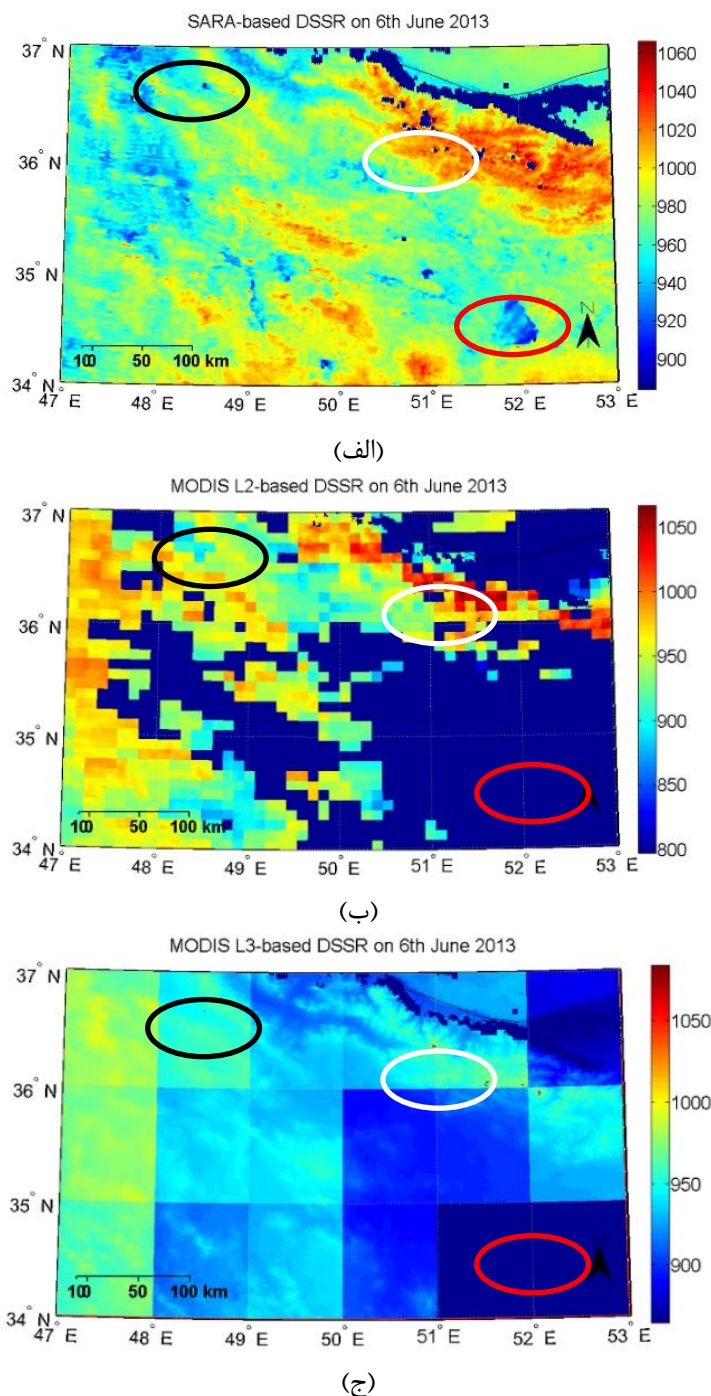 SARA-based DSSR on 6th June 2013
37° N
36° N
35° N
34° N
47° E
48° E
49° E
50° E
51° E
52° E
53° E
100 50 100 km
N
1060
1040
1020
1000
980
960
940
920
900
(الف)
MODIS L2-based DSSR on 6th June 2013
37° N
36° N
35° N
34° N
47° E
48° E
49° E
50° E
51° E
52° E
53° E
100 50 100 km
1050
1000
950
900
850
800
(ب)
MODIS L3-based DSSR on 6th June 2013
37° N
36° N
35° N
34° N
47° E
48° E
49° E
50° E
51° E
52° E
53° E
100 50 100 km
N
1050
1000
950
900
(ج)